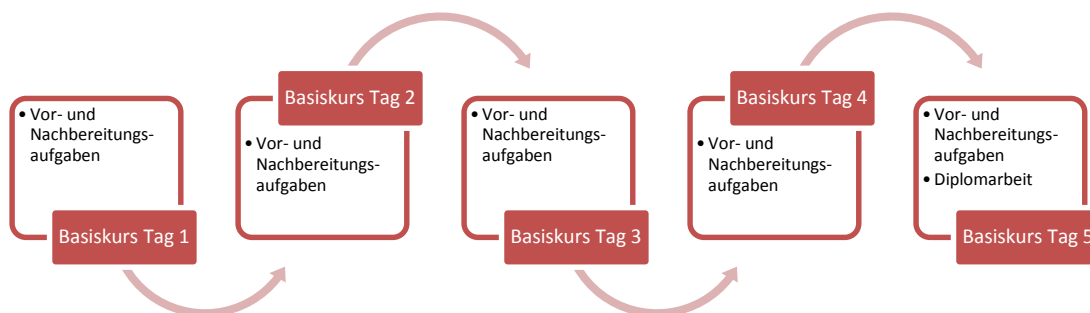 • Vor- und
Nachbereitungs-
aufgaben
Basiskurs Tag 1
Basiskurs Tag 2
• Vor- und
Nachbereitungs-
aufgaben
• Vor- und
Nachbereitungs-
aufgaben
Basiskurs Tag 3
Basiskurs Tag 4
• Vor- und
Nachbereitungs-
aufgaben
• Vor- und
Nachbereitungs-
aufgaben
• Diplomarbeit
Basiskurs Tag 5